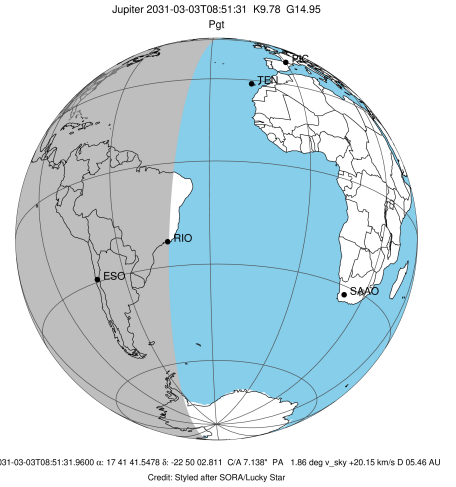 Jupiter 2031-03-03T08:51:31 K9.78 G14.95
Pgt
PIC
TEN
RIO
ESO
SAAO
031-03-03T08:51:31.9600 α: 17 41 41.5478 δ: -22 50 02.811 C/A 7.138" PA 1.86 deg v_sky +20.15 km/s D 05.46 AU
Credit: Styled after SORA/Lucky Star